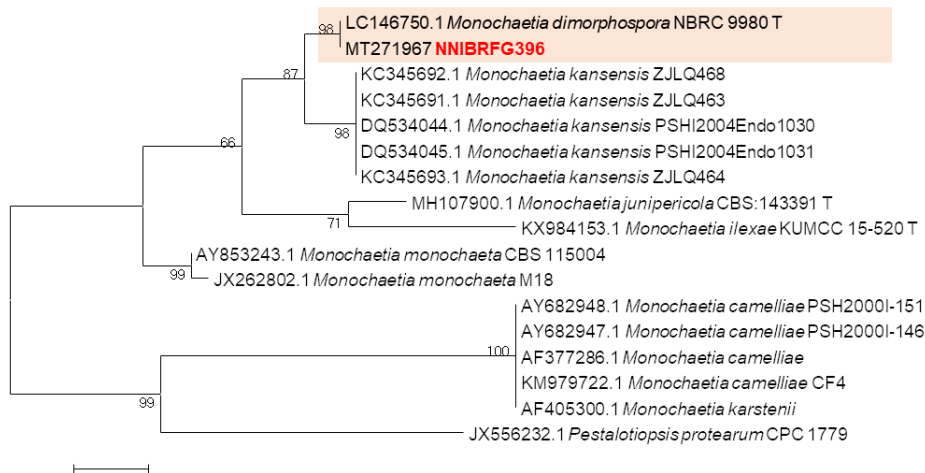 LC146750.1 Monochaetia dimorphospora NBRC 9980 T
98
MT271967 NNIBRFG396
87
KC345692.1 Monochaetia kansensis ZJLQ468
KC345691.1 Monochaetia kansensis ZJLQ463
DQ534044.1 Monochaetia kansensis PSHI2004Endo1030
98
DQ534045.1 Monochaetia kansensis PSHI2004Endo1031
66
KC345693.1 Monochaetia kansensis ZJLQ464
MH107900.1 Monochaetia junipericola CBS:143391 T
71
KX984153.1 Monochaetia ilexae KUMCC 15-520 T
AY853243.1 Monochaetia monochaeta CBS 115004
99
JX262802.1 Monochaetia monochaeta M18
AY682948.1 Monochaetia camelliae PSH2000I-151
AY682947.1 Monochaetia camelliae PSH2000I-146
100
AF377286.1 Monochaetia camelliae
KM979722.1 Monochaetia camelliae CF4
99
AF405300.1 Monochaetia karstenii
JX556232.1 Pestalotiopsis protearum CPC 1779